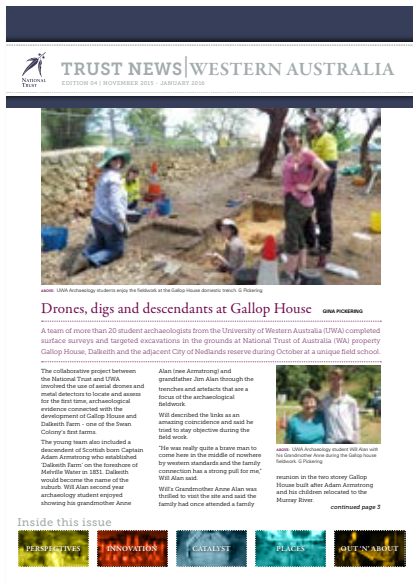 NATIONAL
TRUST
TRUST NEWS|WESTERN AUSTRALIA
EDITION 04 | NOVEMBER 2015 - JANUARY 2016
ABOVE: UWA Archaeology students enjoy the fieldwork at the Gallop House domestic trench. G Pickering
Drones, digs and descendants at Gallop House GINA PICKERING
A team of more than 20 student archaeologists from the University of Western Australia (UWA) completed
surface surveys and targeted excavations in the grounds at National Trust of Australia (WA) property
Gallop House, Dalkeith and the adjacent City of Nedlands reserve during October at a unique field school.
The collaborative project between
the National Trust and UWA
involved the use of aerial drones and
metal detectors to locate and assess
for the first time, archaeological
evidence connected with the
development of Gallop House and
Dalkeith Farm - one of the Swan
Colony's first farms.
The young team also included a
descendent of Scottish born Captain
Adam Armstrong who established
'Dalkeith Farm' on the foreshore of
Melville Water in 1831. Dalkeith
would become the name of the
suburb. Will Allan second year
archaeology student enjoyed
showing his grandmother Anne
Allan (nee Armstrong) and
grandfather Jim Alan through the
trenches and artefacts that are a
focus of the archaeological
fieldwork.
Will described the links as an
amazing coincidence and said he
tried to stay objective during the
field work.
"He was really quite a brave man to
come here in the middle of nowhere
by western standards and the family
connection has a strong pull for me,"
Will Alan said.
Will's Grandmother Anne Alan was
thrilled to visit the site and said the
family had once attended a family
ABOVE: UWA Archaeology student Will Alan with
his Grandmother Anne during the Gallop house
fieldwork. G Pickering
reunion in the two storey Gallop
House built after Adam Armstrong
and his children relocated to the
Murray River.
continued page 3
Inside this issue
PERSPECTIVES
INNOVATION
CATALYST
PLACES
OUT 'N' ABOUT